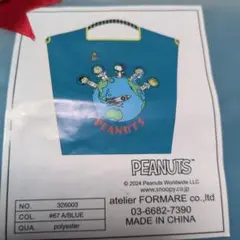 PEANUTS
PEANUTS
© 2024 Peanuts Worldwide LLC
www.snoopy.co.jp
NO. 326003
COL. #67 A/BLUE
QUA. polyester
atelier FORMARE co.,ltd
03-6682-7390
MADE IN CHINA